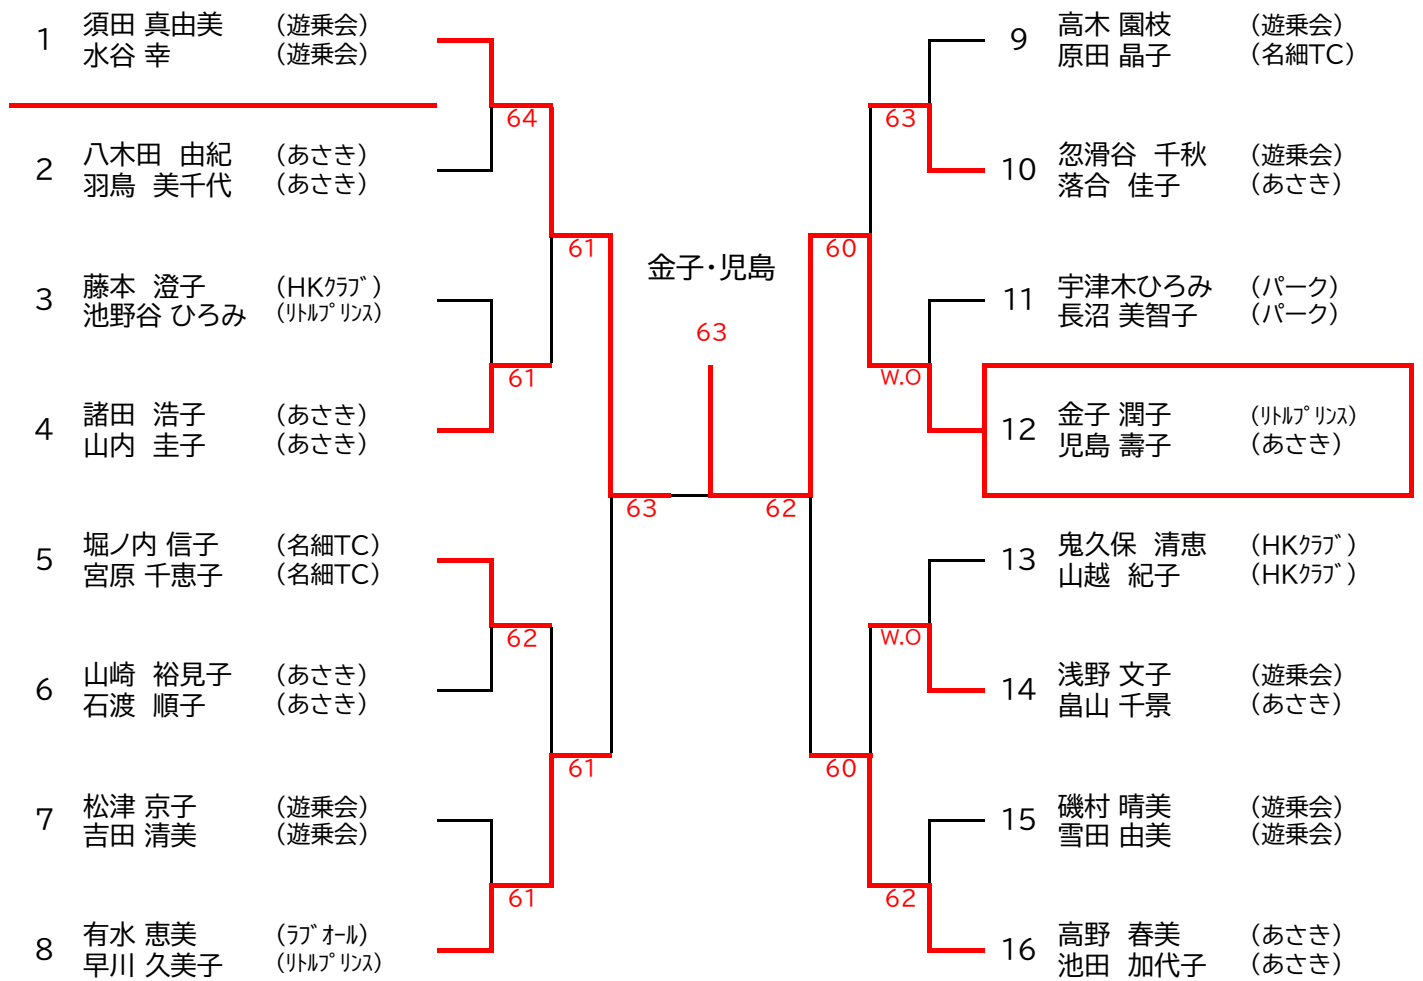 1 須田 真由美 (遊乗会)
水谷 幸 (遊乗会)
64
2 八木田 由紀 (あさき)
羽鳥 美千代 (あさき)
61
3 藤本 澄子 (HKクラブ)
池野谷 ひろみ (リトルプリンス)
61
4 諸田 浩子 (あさき)
山内 圭子 (あさき)
63
5 堀ノ内 信子 (名細TC)
宮原 千恵子 (名細TC)
62
6 山崎 裕見子 (あさき)
石渡 順子 (あさき)
61
7 松津 京子 (遊乗会)
吉田 清美 (遊乗会)
61
8 有水 恵美 (ラブオール)
早川 久美子 (リトルプリンス)
金子・児島
63
9 高木 園枝 (遊乗会)
原田 晶子 (名細TC)
63
10 忍滑谷 千秋 (遊乗会)
落合 佳子 (あさき)
60
11 宇津木ひろみ (パーク)
長沼 美智子 (パーク)
W.O
12 金子 潤子 (リトルプリンス)
児島 壽子 (あさき)
62
13 鬼久保 清恵 (HKクラブ)
山越 紀子 (HKクラブ)
W.O
14 浅野 文子 (遊乗会)
畠山 千景 (あさき)
60
15 磯村 晴美 (遊乗会)
雪田 由美 (遊乗会)
62
16 高野 春美 (あさき)
池田 加代子 (あさき)